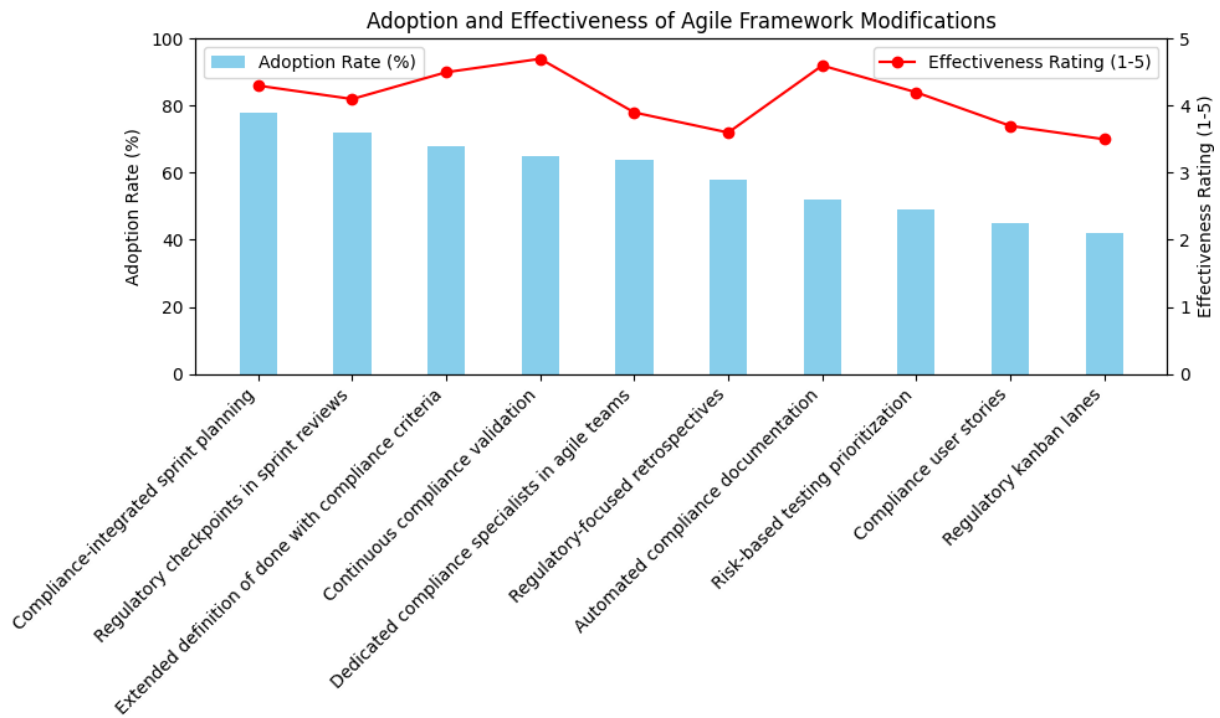 Adoption and Effectiveness of Agile Framework Modifications
Adoption Rate (%)
Effectiveness Rating (1-5)
100
80
60
40
20
0
Adoption Rate (%)
5
4
3
2
1
0
Effectiveness Rating (1-5)
Compliance-integrated sprint planning
Regulatory checkpoints in sprint reviews
Extended definition of done with compliance criteria
Continuous compliance validation
Dedicated compliance specialists in agile teams
Regulatory-focused retrospectives
Automated compliance documentation
Risk-based testing prioritization
Compliance user stories
Regulatory kanban lanes